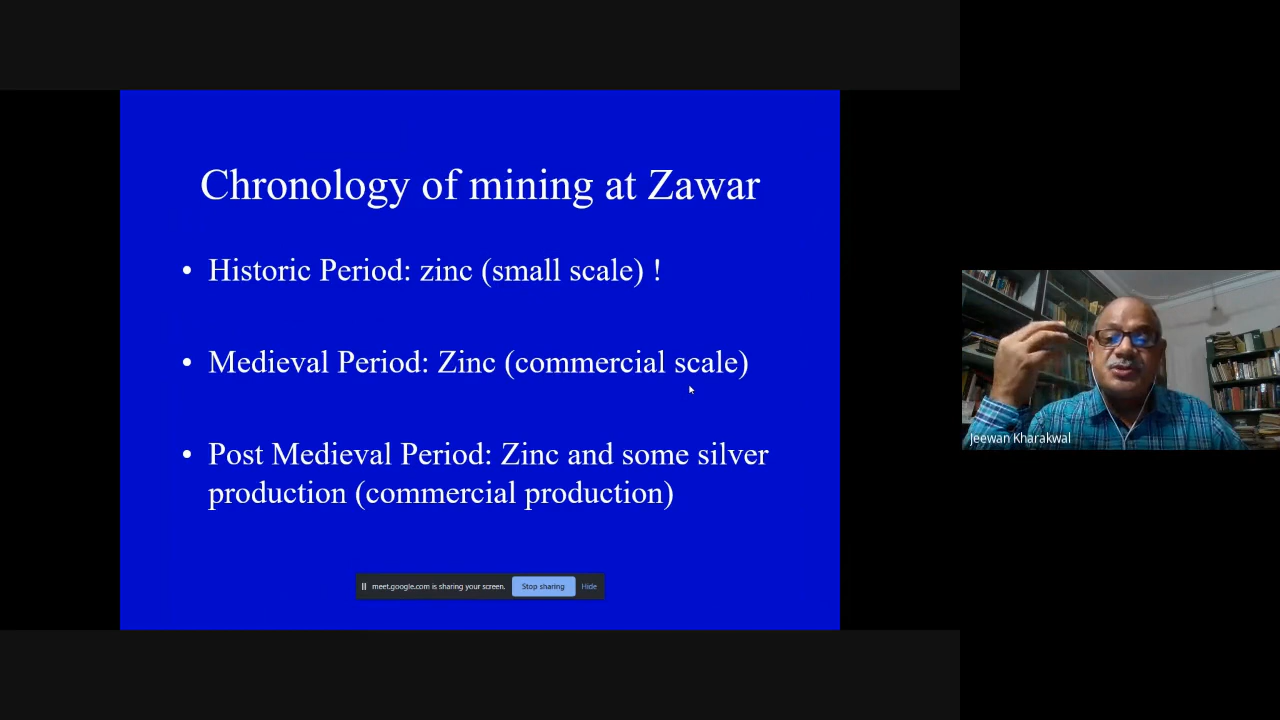 Chronology of mining at Zawar
• Historic Period: zinc (small scale) !
• Medieval Period: Zinc (commercial scale)
• Post Medieval Period: Zinc and some silver
production (commercial production)
meet.google.com is sharing your screen. Stop sharing Hide
Jeewan Kharakwal